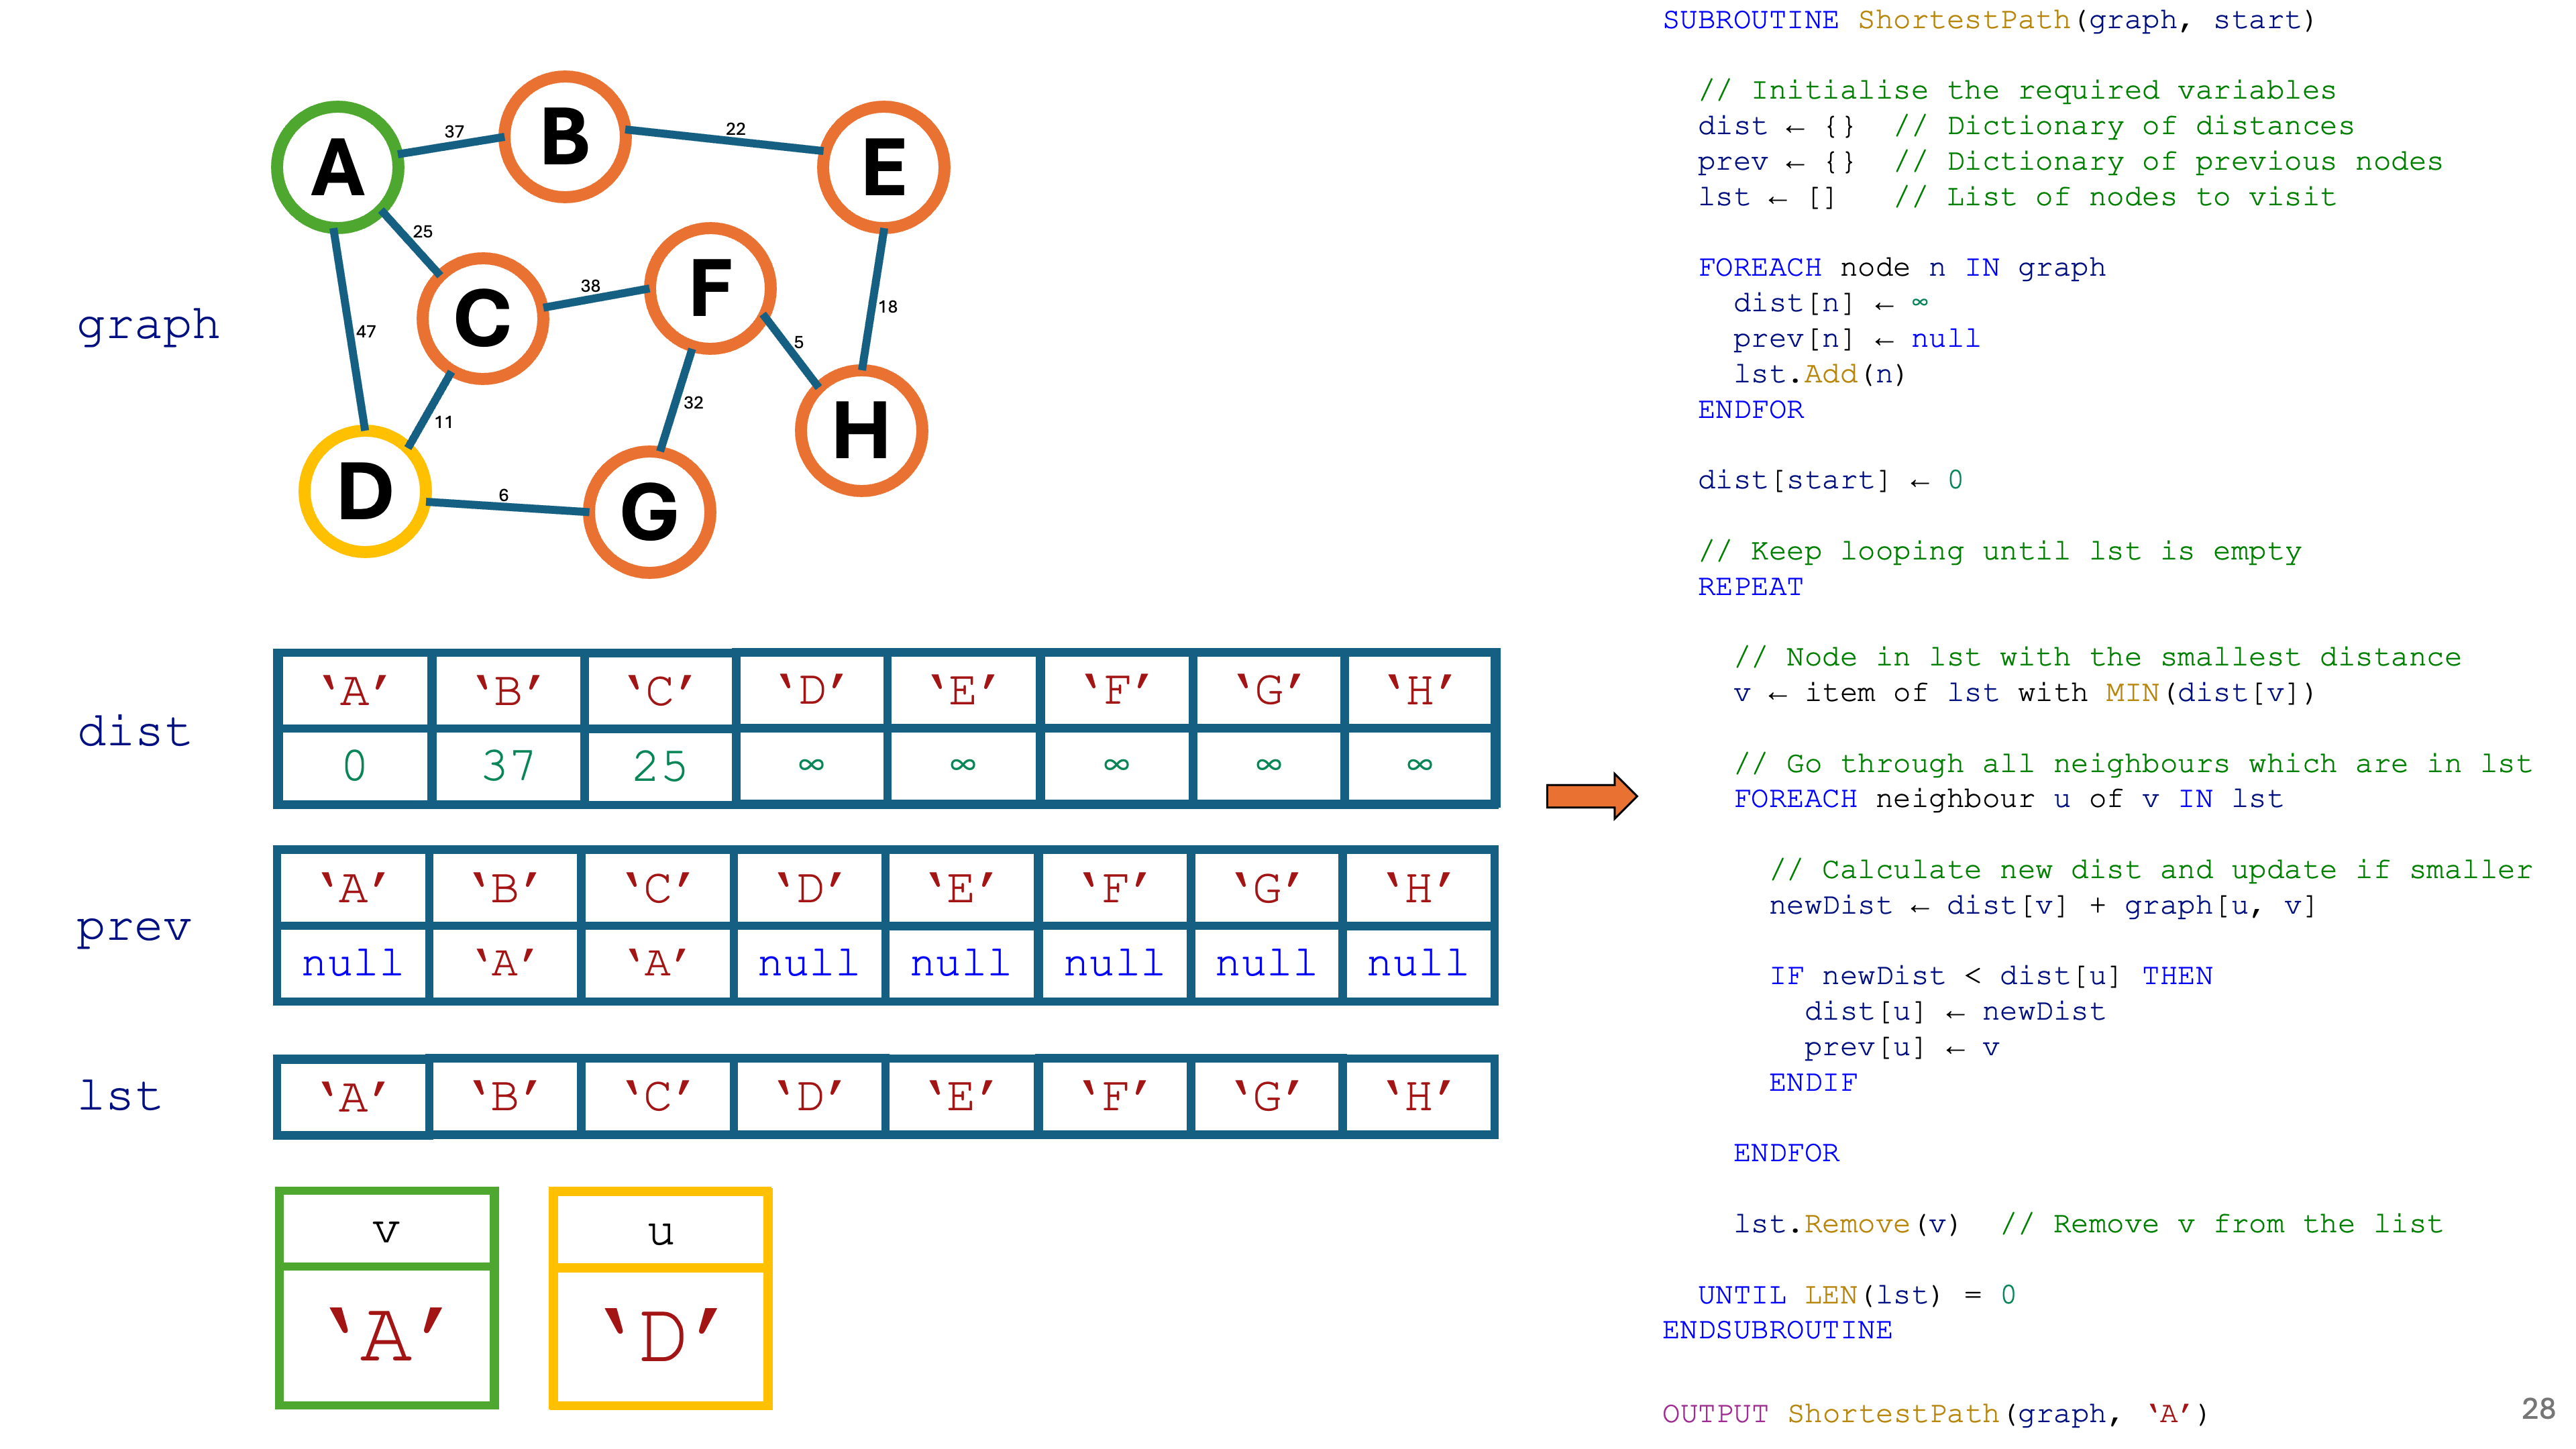 graph
A
B
E
C
F
H
D
G
37
22
25
38
18
47
5
11
32
6
dist
‘A’ ‘B’ ‘C’ ‘D’ ‘E’ ‘F’ ‘G’ ‘H’
0 37 25 ∞ ∞ ∞ ∞ ∞
prev
‘A’ ‘B’ ‘C’ ‘D’ ‘E’ ‘F’ ‘G’ ‘H’
null ‘A’ ‘A’ null null null null null
lst
‘A’ ‘B’ ‘C’ ‘D’ ‘E’ ‘F’ ‘G’ ‘H’
v
‘A’
u
‘D’
SUBROUTINE ShortestPath(graph, start)
// Initialise the required variables
dist ← {} // Dictionary of distances
prev ← {} // Dictionary of previous nodes
lst ← [] // List of nodes to visit
FOREACH node n IN graph
dist[n] ← ∞
prev[n] ← null
lst.Add(n)
ENDFOR
dist[start] ← 0
// Keep looping until lst is empty
REPEAT
// Node in lst with the smallest distance
v ← item of lst with MIN(dist[v])
// Go through all neighbours which are in lst
FOREACH neighbour u of v IN lst
// Calculate new dist and update if smaller
newDist ← dist[v] + graph[u, v]
IF newDist < dist[u] THEN
dist[u] ← newDist
prev[u] ← v
ENDIF
ENDFOR
lst.Remove(v) // Remove v from the list
UNTIL LEN(lst) = 0
ENDSUBROUTINE
OUTPUT ShortestPath(graph, ‘A’)
28